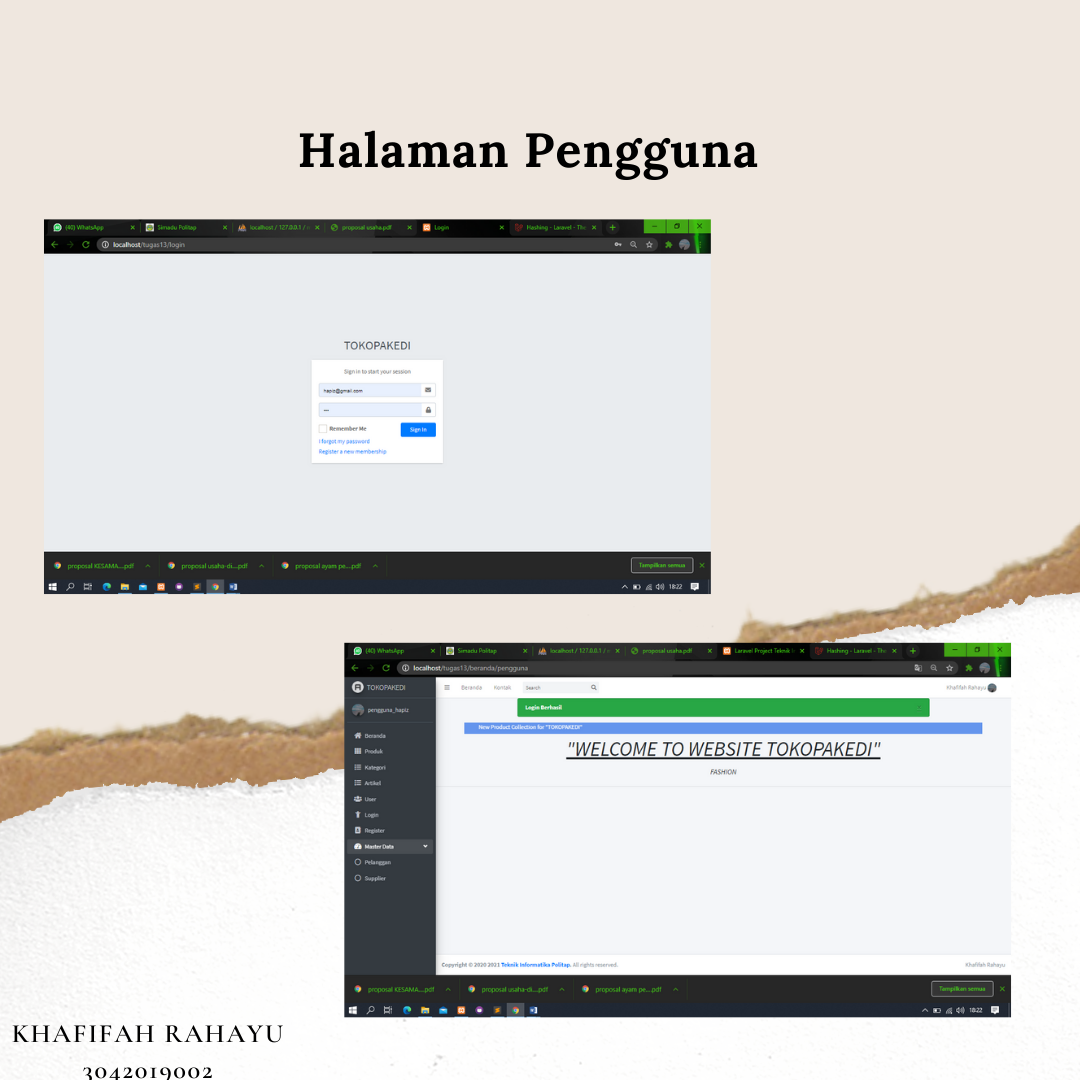 Halaman Pengguna
(40) WhatsApp
Simadu Politap
localhost / 127.0.0.1 /
proposal usaha.pdf
Login
Hashing - Laravel - The
localhost/tugas13/login
TOKOPAKEDI
Sign in to start your session
hapiz@gmail.com
Remember Me
Sign In
I forgot my password
Register a new membership
proposal KESAMA....pdf
proposal usaha-di....pdf
proposal ayam pe....pdf
Tampilkan semua
18:22
(40) WhatsApp
Simadu Politap
localhost / 127.0.0.1 /
proposal usaha.pdf
Laravel Project Teknik
Hashing - Laravel - The
localhost/tugas13/beranda/pengguna
TOKOPAKEDI
Beranda
Kontak
Search
Khafifah Rahayu
pengguna_hapiz
Login Berhasil
New Product Collection for "TOKOPAKEDI"
"WELCOME TO WEBSITE TOKOPAKEDI"
FASHION
Beranda
Produk
Kategori
Artikel
User
Login
Register
Master Data
Pelanggan
Supplier
Copyright © 2020 2021 Teknik Informatika Politap. All rights reserved.
Khafifah Rahayu
proposal KESAMA....pdf
proposal usaha-di....pdf
proposal ayam pe....pdf
Tampilkan semua
18:22
KHAFIFAH RAHAYU
3042019002